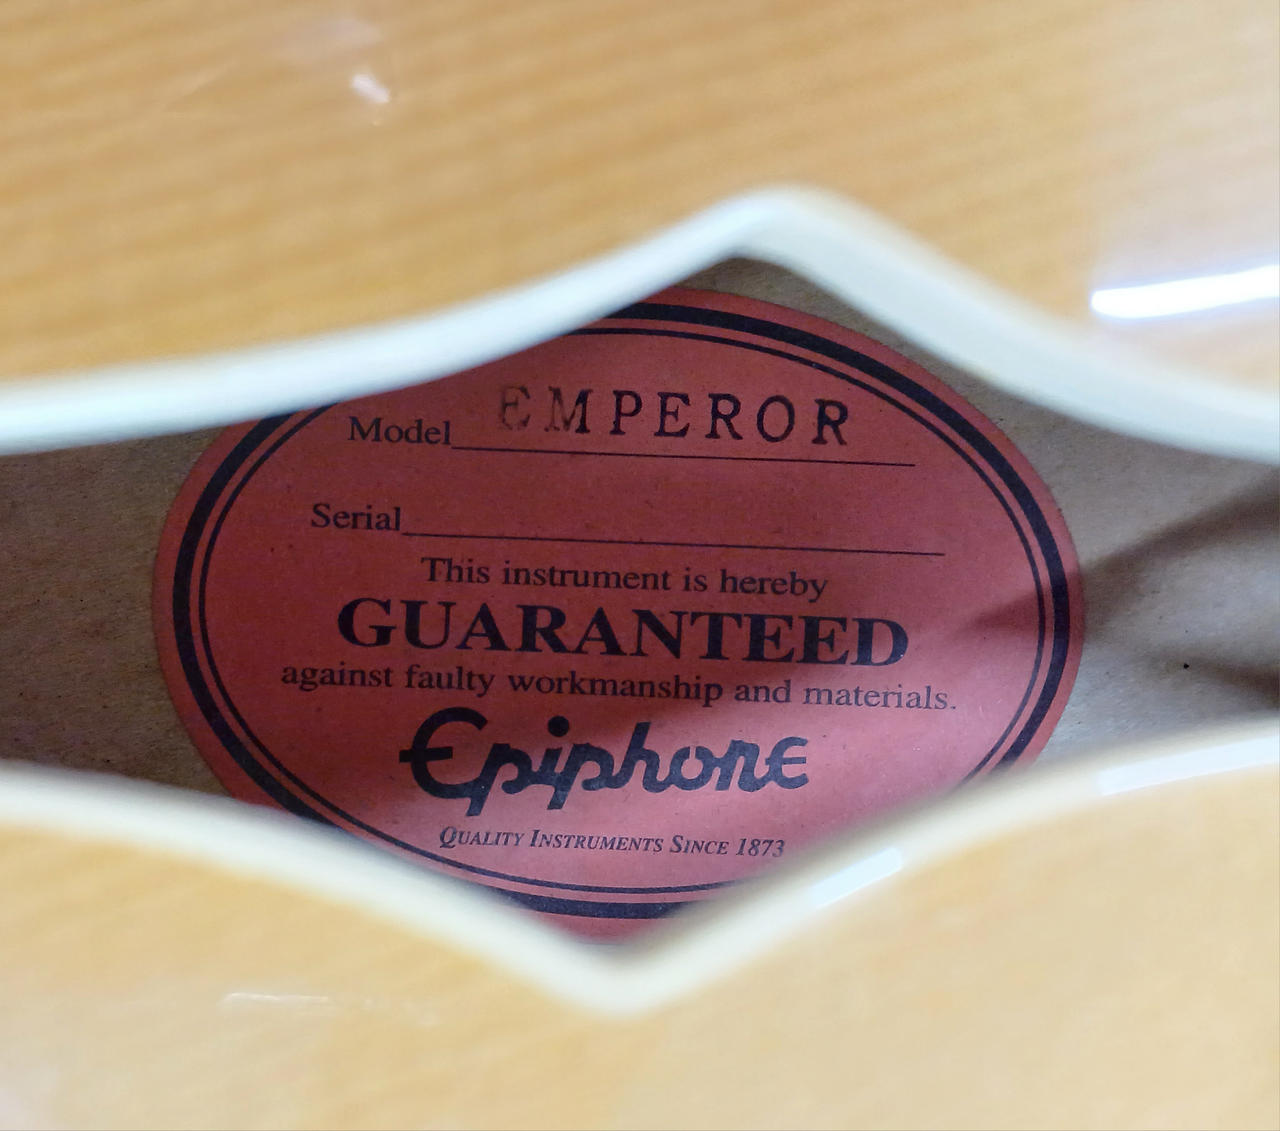 Model EMPEROR
Serial
This instrument is hereby
GUARANTEED
against faulty workmanship and materials.
Epiphone
QUALITY INSTRUMENTS SINCE 1873